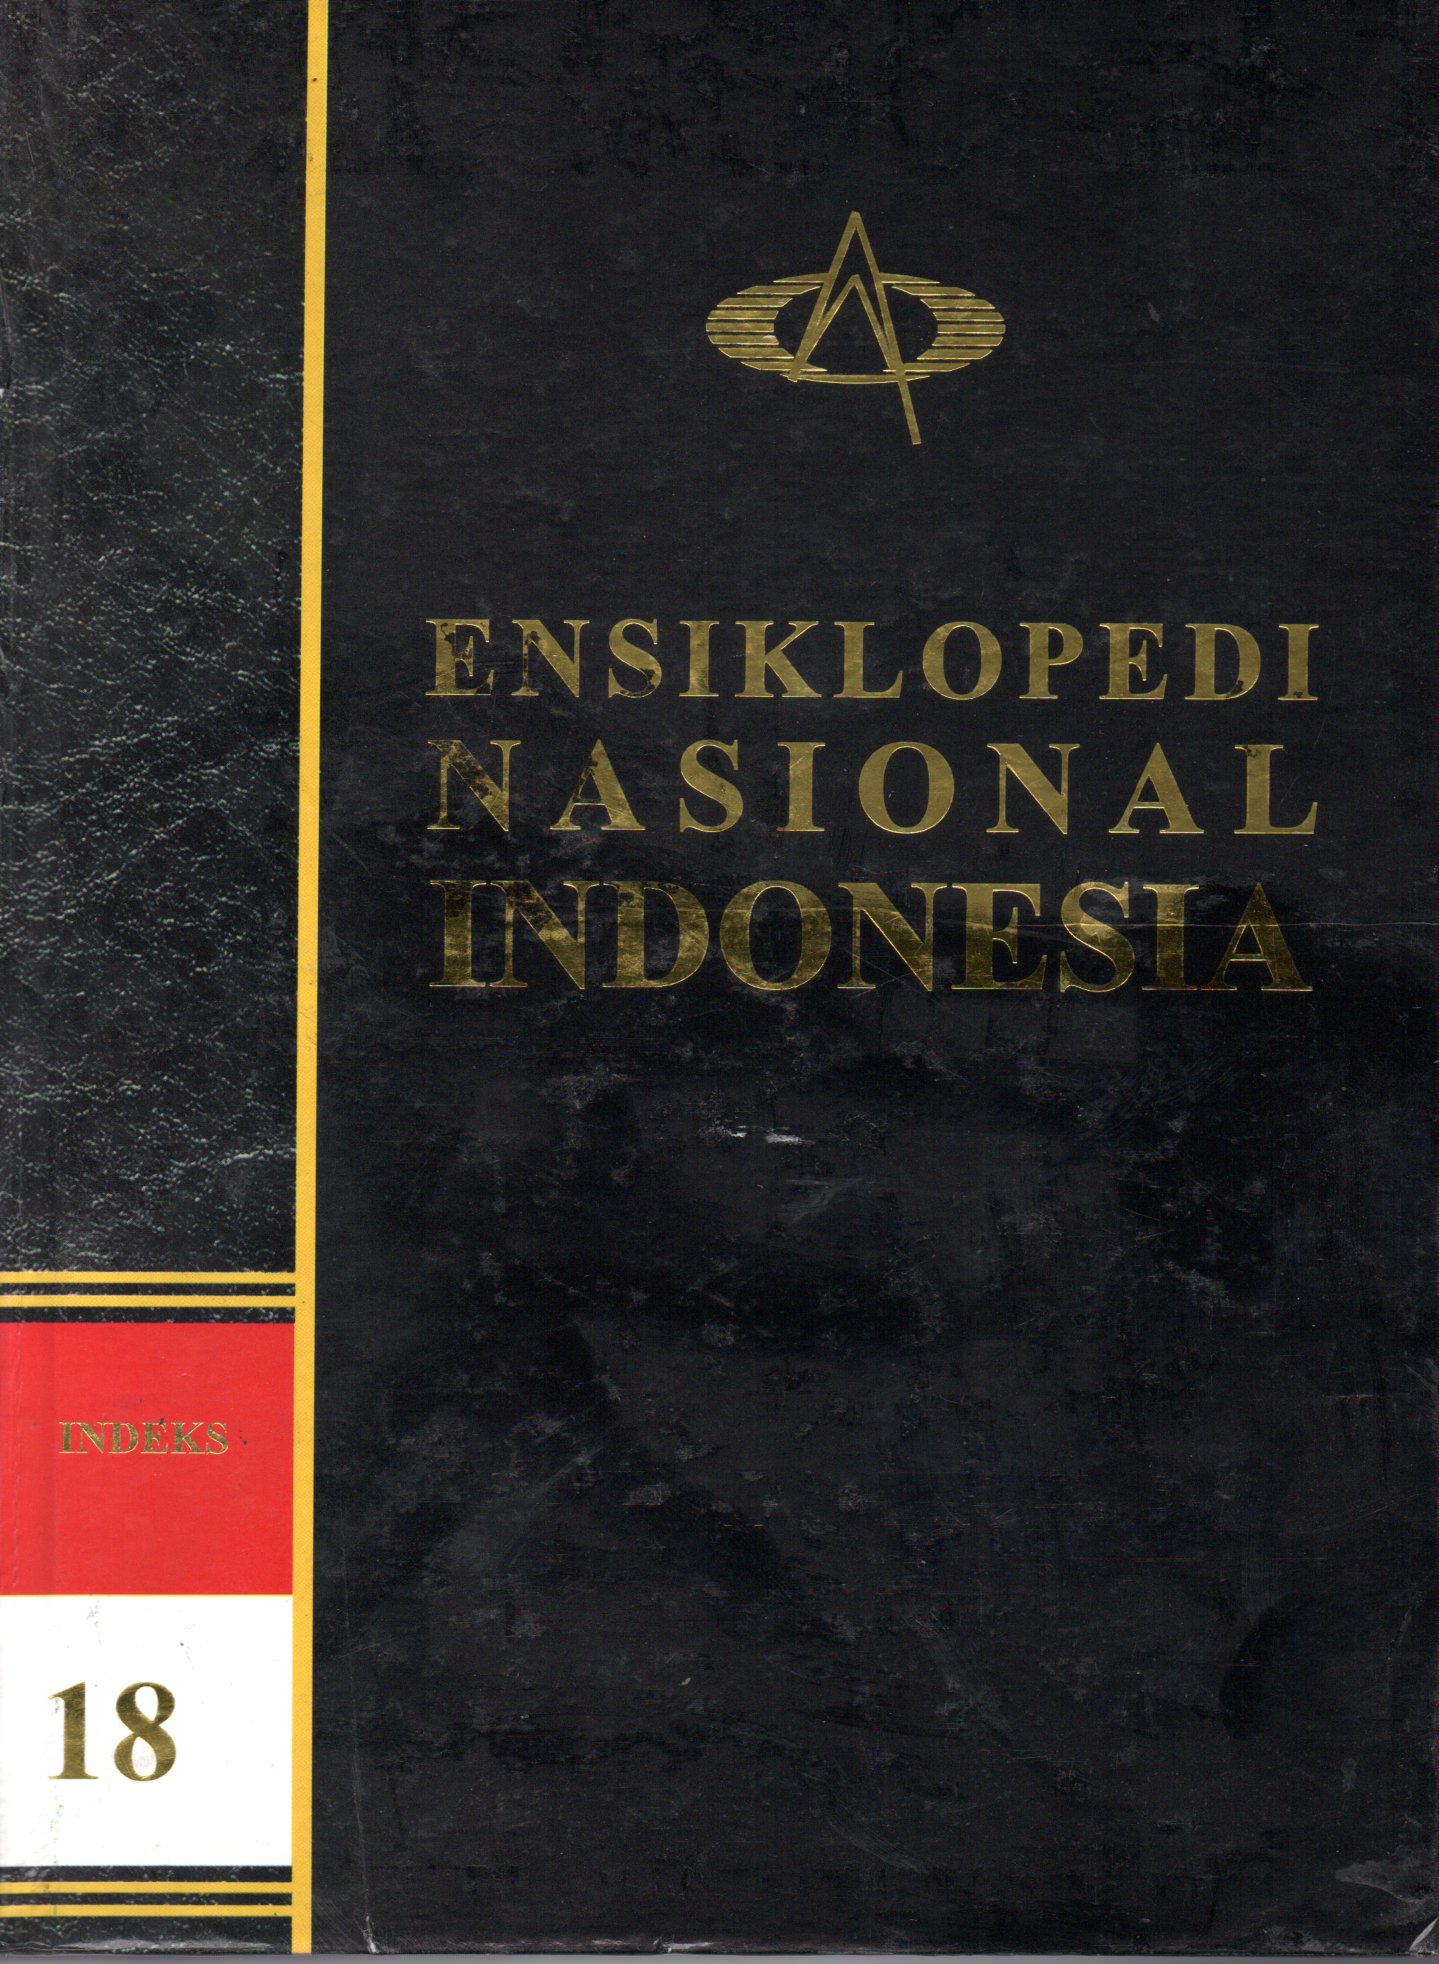 ENSIKLOPEDI
NASIONAL
INDONESIA
INDEKS
18